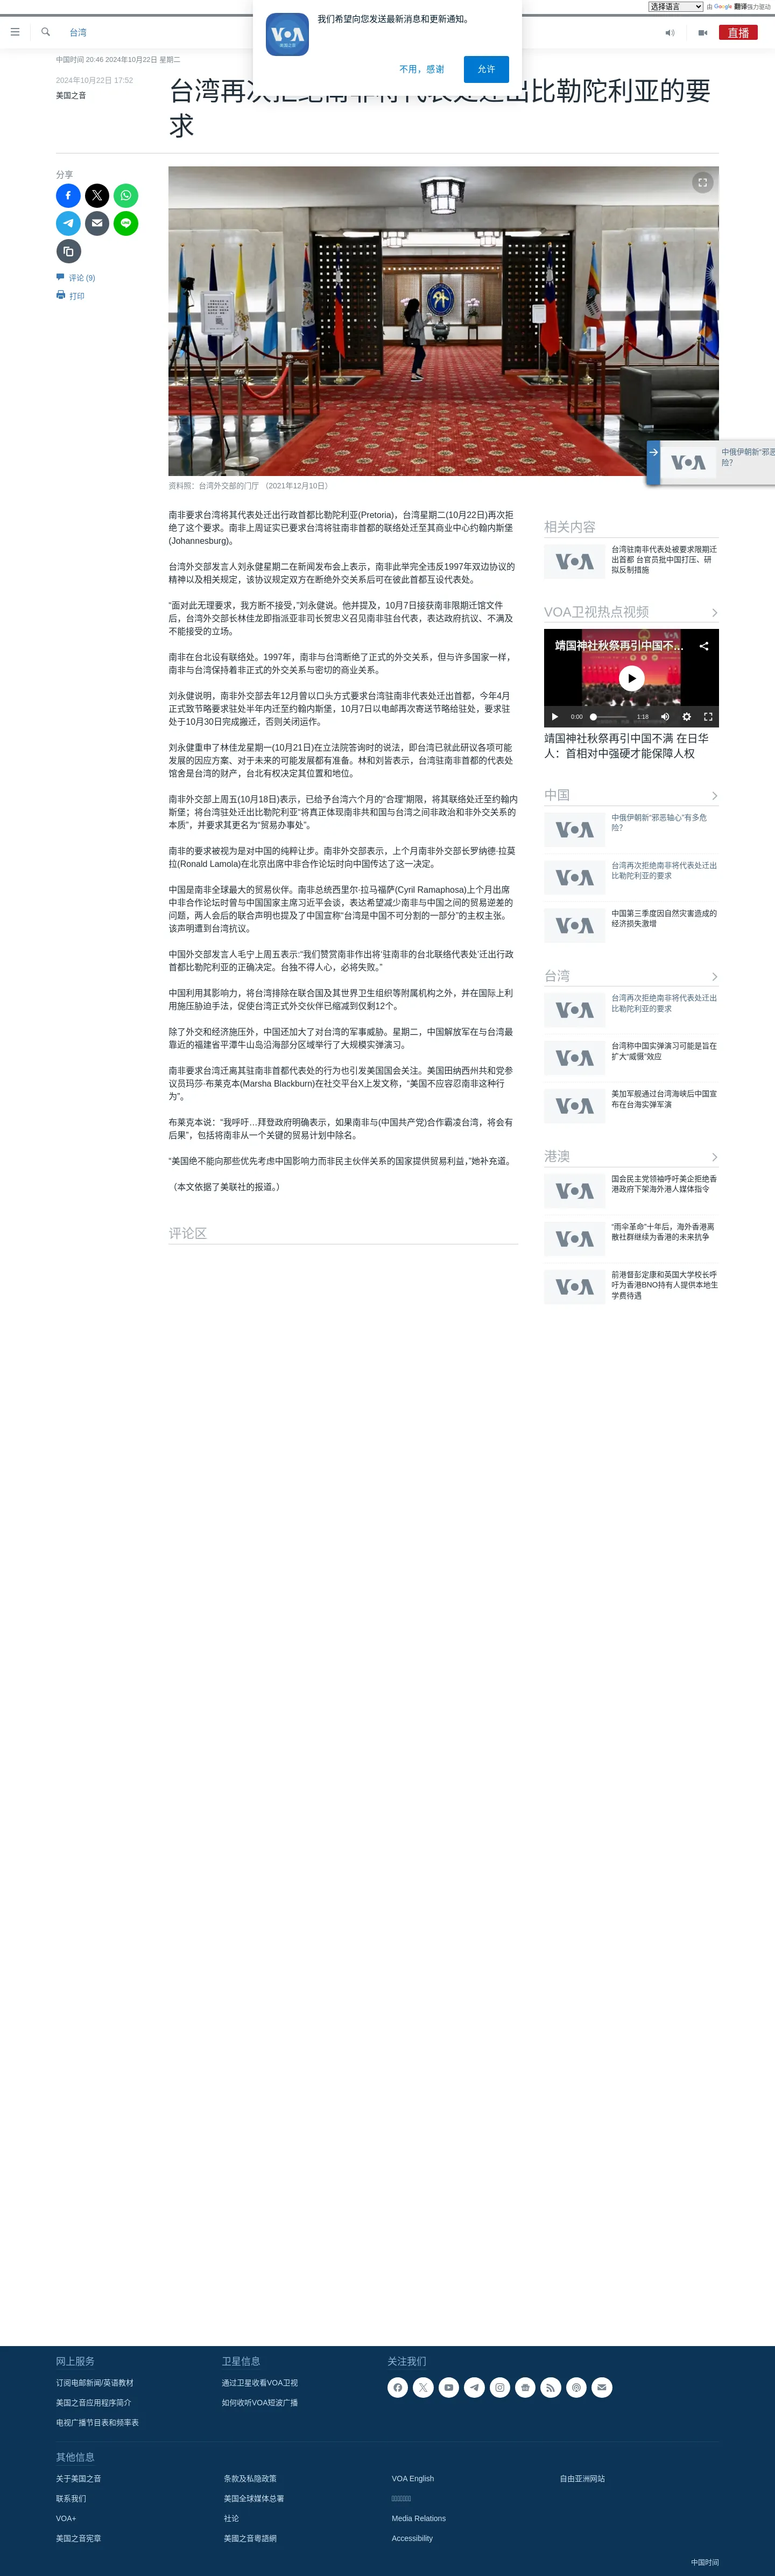 选择语言 由 Google 翻译强力驱动
我们希望向您发送最新消息和更新通知。
VOA
美国之音
不用，感谢 允许
台湾
直播
中国时间 20:46 2024年10月22日 星期二
2024年10月22日 17:52
美国之音
台湾再次拒绝南非将代表处迁出比勒陀利亚的要
求
分享
评论 (9)
打印
资料照：台湾外交部的门厅 （2021年12月10日）
VOA
中俄伊朝新“邪恶
险？
南非要求台湾将其代表处迁出行政首都比勒陀利亚(Pretoria)，台湾星期二(10月22日)再次拒
绝了这个要求。南非上周证实已要求台湾将驻南非首都的联络处迁至其商业中心约翰内斯堡
(Johannesburg)。
台湾外交部发言人刘永健星期二在新闻发布会上表示，南非此举完全违反1997年双边协议的
精神以及相关规定，该协议规定双方在断绝外交关系后可在彼此首都互设代表处。
“面对此无理要求，我方断不接受，”刘永健说。他并提及，10月7日接获南非限期迁馆文件
后，台湾外交部长林佳龙即指派亚非司长贺忠义召见南非驻台代表，表达政府抗议、不满及
不能接受的立场。
南非在台北设有联络处。1997年，南非与台湾断绝了正式的外交关系，但与许多国家一样，
南非与台湾保持着非正式的外交关系与密切的商业关系。
刘永健说明，南非外交部去年12月曾以口头方式要求台湾驻南非代表处迁出首都，今年4月
正式致节略要求驻处半年内迁至约翰内斯堡，10月7日以电邮再次寄送节略给驻处，要求驻
处于10月30日完成搬迁，否则关闭运作。
刘永健重申了林佳龙星期一(10月21日)在立法院答询时的说法，即台湾已就此研议各项可能
发展的因应方案、对于未来的可能发展都有准备。林和刘皆表示，台湾驻南非首都的代表处
馆舍是台湾的财产，台北有权决定其位置和地位。
南非外交部上周五(10月18日)表示，已给予台湾六个月的“合理”期限，将其联络处迁至约翰内
斯堡；将台湾驻处迁出比勒陀利亚“将真正体现南非共和国与台湾之间非政治和非外交关系的
本质”，并要求其更名为“贸易办事处”。
南非的要求被视为是对中国的纯粹让步。南非外交部表示，上个月南非外交部长罗纳德·拉莫
拉(Ronald Lamola)在北京出席中非合作论坛时向中国传达了这一决定。
中国是南非全球最大的贸易伙伴。南非总统西里尔·拉马福萨(Cyril Ramaphosa)上个月出席
中非合作论坛时曾与中国国家主席习近平会谈，表达希望减少南非与中国之间的贸易逆差的
问题，两人会后的联合声明也提及了中国宣称“台湾是中国不可分割的一部分”的主权主张。
该声明遭到台湾抗议。
中国外交部发言人毛宁上周五表示:“我们赞赏南非作出将‘驻南非的台北联络代表处’迁出行政
首都比勒陀利亚的正确决定。台独不得人心，必将失败。”
中国利用其影响力，将台湾排除在联合国及其世界卫生组织等附属机构之外，并在国际上利
用施压胁迫手法，促使台湾正式外交伙伴已缩减到仅剩12个。
除了外交和经济施压外，中国还加大了对台湾的军事威胁。星期二，中国解放军在与台湾最
靠近的福建省平潭牛山岛沿海部分区域举行了大规模实弹演习。
南非要求台湾迁离其驻南非首都代表处的行为也引发美国国会关注。美国田纳西州共和党参
议员玛莎·布莱克本(Marsha Blackburn)在社交平台X上发文称，“美国不应容忍南非这种行
为”。
布莱克本说：“我呼吁…拜登政府明确表示，如果南非与(中国共产党)合作霸凌台湾，将会有
后果”，包括将南非从一个关键的贸易计划中除名。
“美国绝不能向那些优先考虑中国影响力而非民主伙伴关系的国家提供贸易利益，”她补充道。
（本文依据了美联社的报道。）
评论区
相关内容
VOA
台湾驻南非代表处被要求限期迁
出首都 台官员批中国打压、研
拟反制措施
VOA卫视热点视频
靖国神社秋祭再引中国不…
0:00 1:18
靖国神社秋祭再引中国不满 在日华
人：首相对中强硬才能保障人权
中国
VOA
中俄伊朝新“邪恶轴心”有多危
险？
VOA
台湾再次拒绝南非将代表处迁出
比勒陀利亚的要求
VOA
中国第三季度因自然灾害造成的
经济损失激增
台湾
VOA
台湾再次拒绝南非将代表处迁出
比勒陀利亚的要求
VOA
台湾称中国实弹演习可能是旨在
扩大“威慑”效应
VOA
美加军舰通过台湾海峡后中国宣
布在台海实弹军演
港澳
VOA
国会民主党领袖呼吁美企拒绝香
港政府下架海外港人媒体指令
VOA
“雨伞革命”十年后，海外香港离
散社群继续为香港的未来抗争
VOA
前港督彭定康和英国大学校长呼
吁为香港BNO持有人提供本地生
学费待遇
网上服务
订阅电邮新闻/英语教材
美国之音应用程序简介
电视广播节目表和频率表
卫星信息
通过卫星收看VOA卫视
如何收听VOA短波广播
关注我们
其他信息
关于美国之音 条款及私隐政策 VOA English 自由亚洲网站
联系我们 美国全球媒体总署
VOA+ 社论 Media Relations
美国之音宪章 美國之音粵語網 Accessibility
中国时间